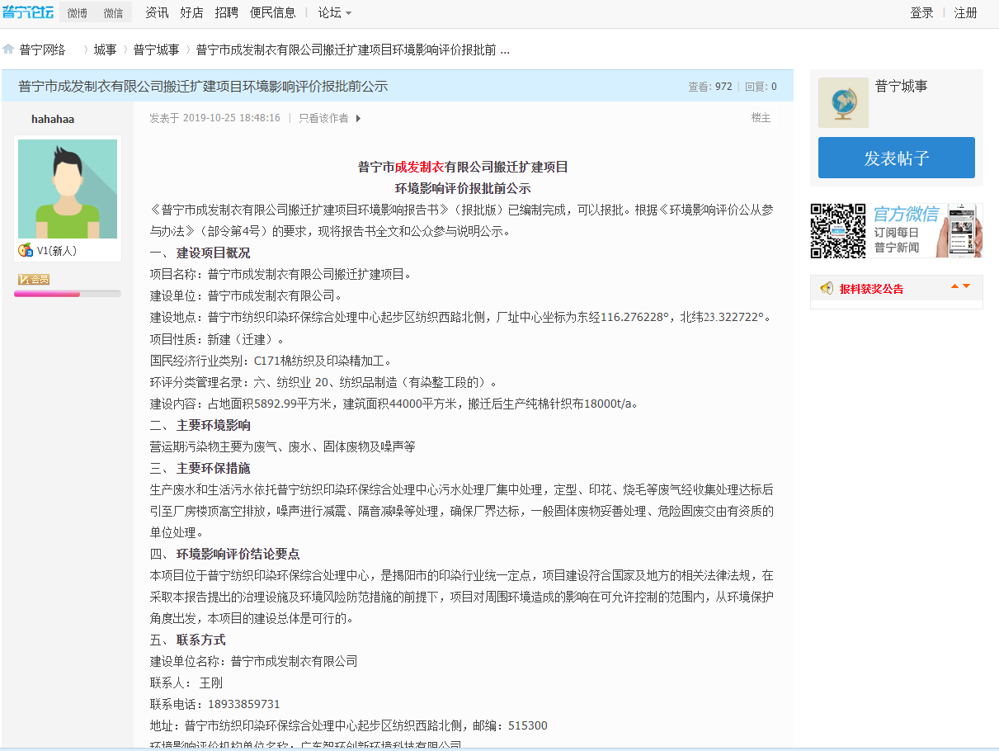 普宁论坛 微博 微信 资讯 好店 招聘 便民信息 论坛 登录 注册
普宁网络 〉城事 〉普宁城事 〉普宁市成发制衣有限公司搬迁扩建项目环境影响评价报批前 ...
普宁市成发制衣有限公司搬迁扩建项目环境影响评价报批前公示 查看: 972 | 回复: 0
hahahaa
V1(新人)
会员
发表于 2019-10-25 18:48:16 | 只看该作者 楼主
普宁市成发制衣有限公司搬迁扩建项目
环境影响评价报批前公示
《普宁市成发制衣有限公司搬迁扩建项目环境影响报告书》（报批版）已编制完成，可以报批。根据《环境影响评价公从参
与办法》（部令第4号）的要求，现将报告书全文和公众参与说明公示。
一、 建设项目概况
项目名称：普宁市成发制衣有限公司搬迁扩建项目。
建设单位：普宁市成发制衣有限公司。
建设地点：普宁市纺织印染环保综合处理中心起步区纺织西路北侧，厂址中心坐标为东经116.276228°，北纬23.322722°。
项目性质：新建（迁建）。
国民经济行业类别：C171棉纺织及印染精加工。
环评分类管理名录：六、纺织业 20、纺织品制造（有染整工段的）。
建设内容：占地面积5892.99平方米，建筑面积44000平方米，搬迁后生产纯棉针织布18000t/a。
二、 主要环境影响
营运期污染物主要为废气、废水、固体废物及噪声等
三、 主要环保措施
生产废水和生活污水依托普宁纺织印染环保综合处理中心污水处理厂集中处理，定型、印花、烧毛等废气经收集处理达标后
引至厂房楼顶高空排放，噪声进行减震、隔音减噪等处理，确保厂界达标，一般固体废物妥善处理、危险固废交由有资质的
单位处理。
四、 环境影响评价结论要点
本项目位于普宁纺织印染环保综合处理中心，是揭阳市的印染行业统一定点，项目建设符合国家及地方的相关法律法规，在
采取本报告提出的治理设施及环境风险防范措施的前提下，项目对周围环境造成的影响在可允许控制的范围内，从环境保护
角度出发，本项目的建设总体是可行的。
五、 联系方式
建设单位名称：普宁市成发制衣有限公司
联系人： 王刚
联系电话：18933859731
地址：普宁市纺织印染环保综合处理中心起步区纺织西路北侧，邮编：515300
环境影响评价机构单位名称：广东智环创新环境科技有限公司
普宁城事
发表帖子
官方微信
订阅每日
普宁新闻
报料获奖公告